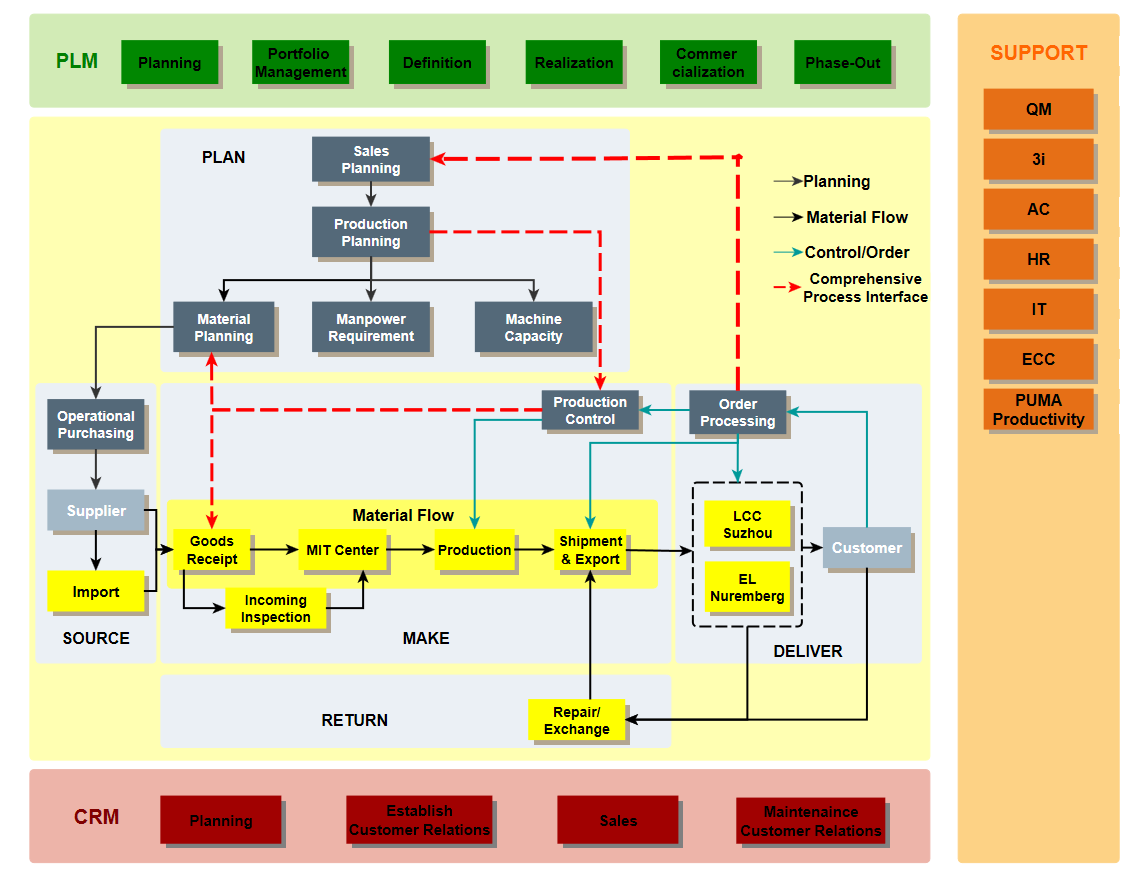 PLM
Planning
Portfolio
Management
Definition
Realization
Commer
cialization
Phase-Out
SUPPORT
QM
3i
AC
HR
IT
ECC
PUMA
Productivity
PLAN
Sales
Planning
Production
Planning
Material
Planning
Manpower
Requirement
Machine
Capacity
Planning
Material Flow
Control/Order
Comprehensive
Process Interface
Operational
Purchasing
Supplier
Import
SOURCE
Production
Control
Material Flow
Goods
Receipt
MIT Center
Production
Shipment
& Export
Incoming
Inspection
MAKE
Order
Processing
LCC
Suzhou
EL
Nuremberg
Customer
DELIVER
RETURN
Repair/
Exchange
CRM
Planning
Establish
Customer Relations
Sales
Maintenaince
Customer Relations